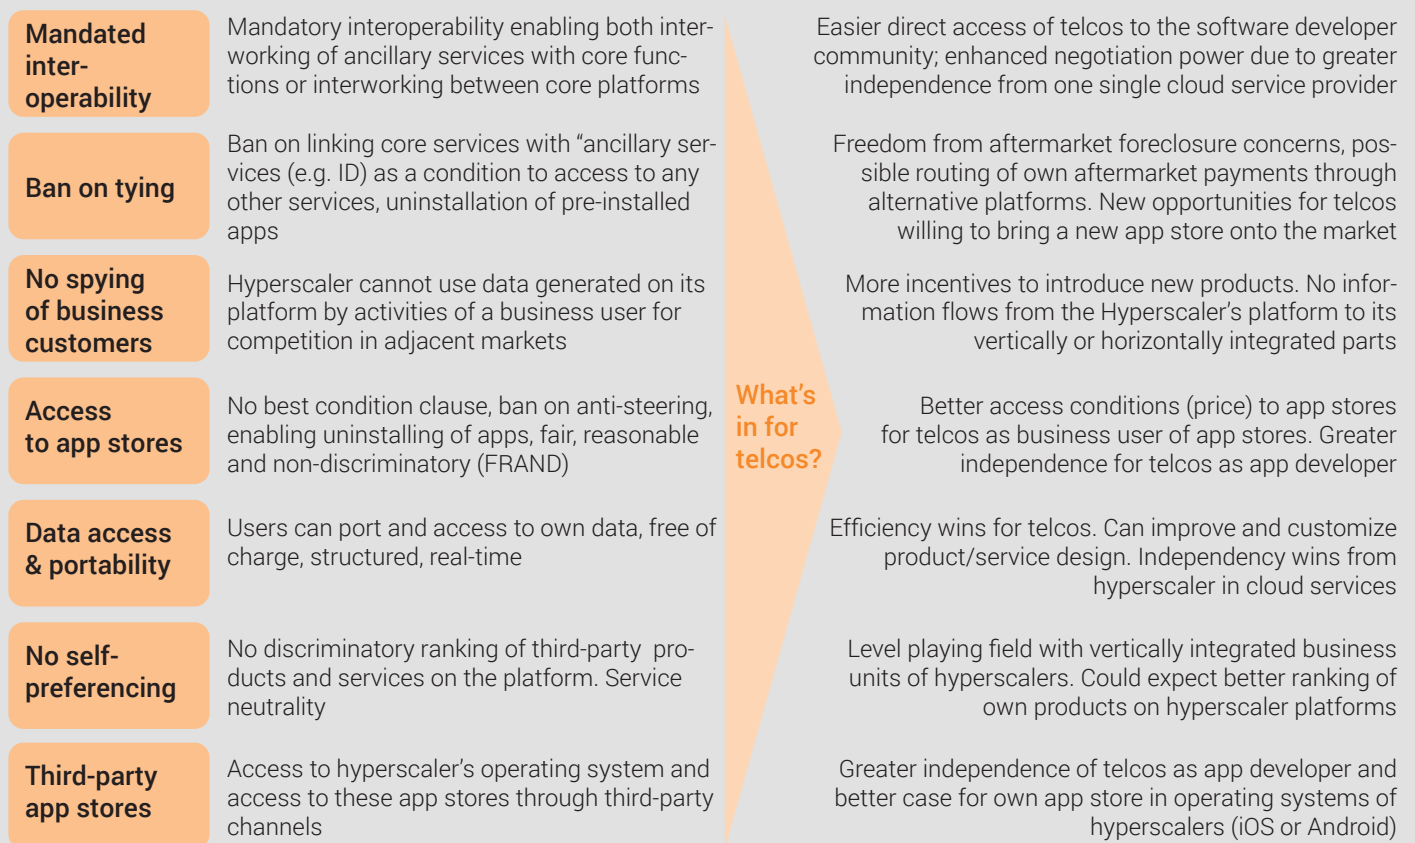 Mandated
inter-
operability
Mandatory interoperability enabling both inter-
working of ancillary services with core func-
tions or interworking between core platforms
Easier direct access of telcos to the software developer
community; enhanced negotiation power due to greater
independence from one single cloud service provider
Ban on tying
Ban on linking core services with “ancillary ser-
vices (e.g. ID) as a condition to access to any
other services, uninstallation of pre-installed
apps
Freedom from aftermarket foreclosure concerns, pos-
sible routing of own aftermarket payments through
alternative platforms. New opportunities for telcos
willing to bring a new app store onto the market
No spying
of business
customers
Hyperscaler cannot use data generated on its
platform by activities of a business user for
competition in adjacent markets
More incentives to introduce new products. No infor-
mation flows from the Hyperscaler’s platform to its
vertically or horizontally integrated parts
Access
to app stores
No best condition clause, ban on anti-steering,
enabling uninstalling of apps, fair, reasonable
and non-discriminatory (FRAND)
What’s
in for
telcos?
Better access conditions (price) to app stores
for telcos as business user of app stores. Greater
independence for telcos as app developer
Data access
& portability
Users can port and access to own data, free of
charge, structured, real-time
Efficiency wins for telcos. Can improve and customize
product/service design. Independency wins from
hyperscaler in cloud services
No self-
preferencing
No discriminatory ranking of third-party pro-
ducts and services on the platform. Service
neutrality
Level playing field with vertically integrated business
units of hyperscalers. Could expect better ranking of
own products on hyperscaler platforms
Third-party
app stores
Access to hyperscaler’s operating system and
access to these app stores through third-party
channels
Greater independence of telcos as app developer and
better case for own app store in operating systems of
hyperscalers (iOS or Android)